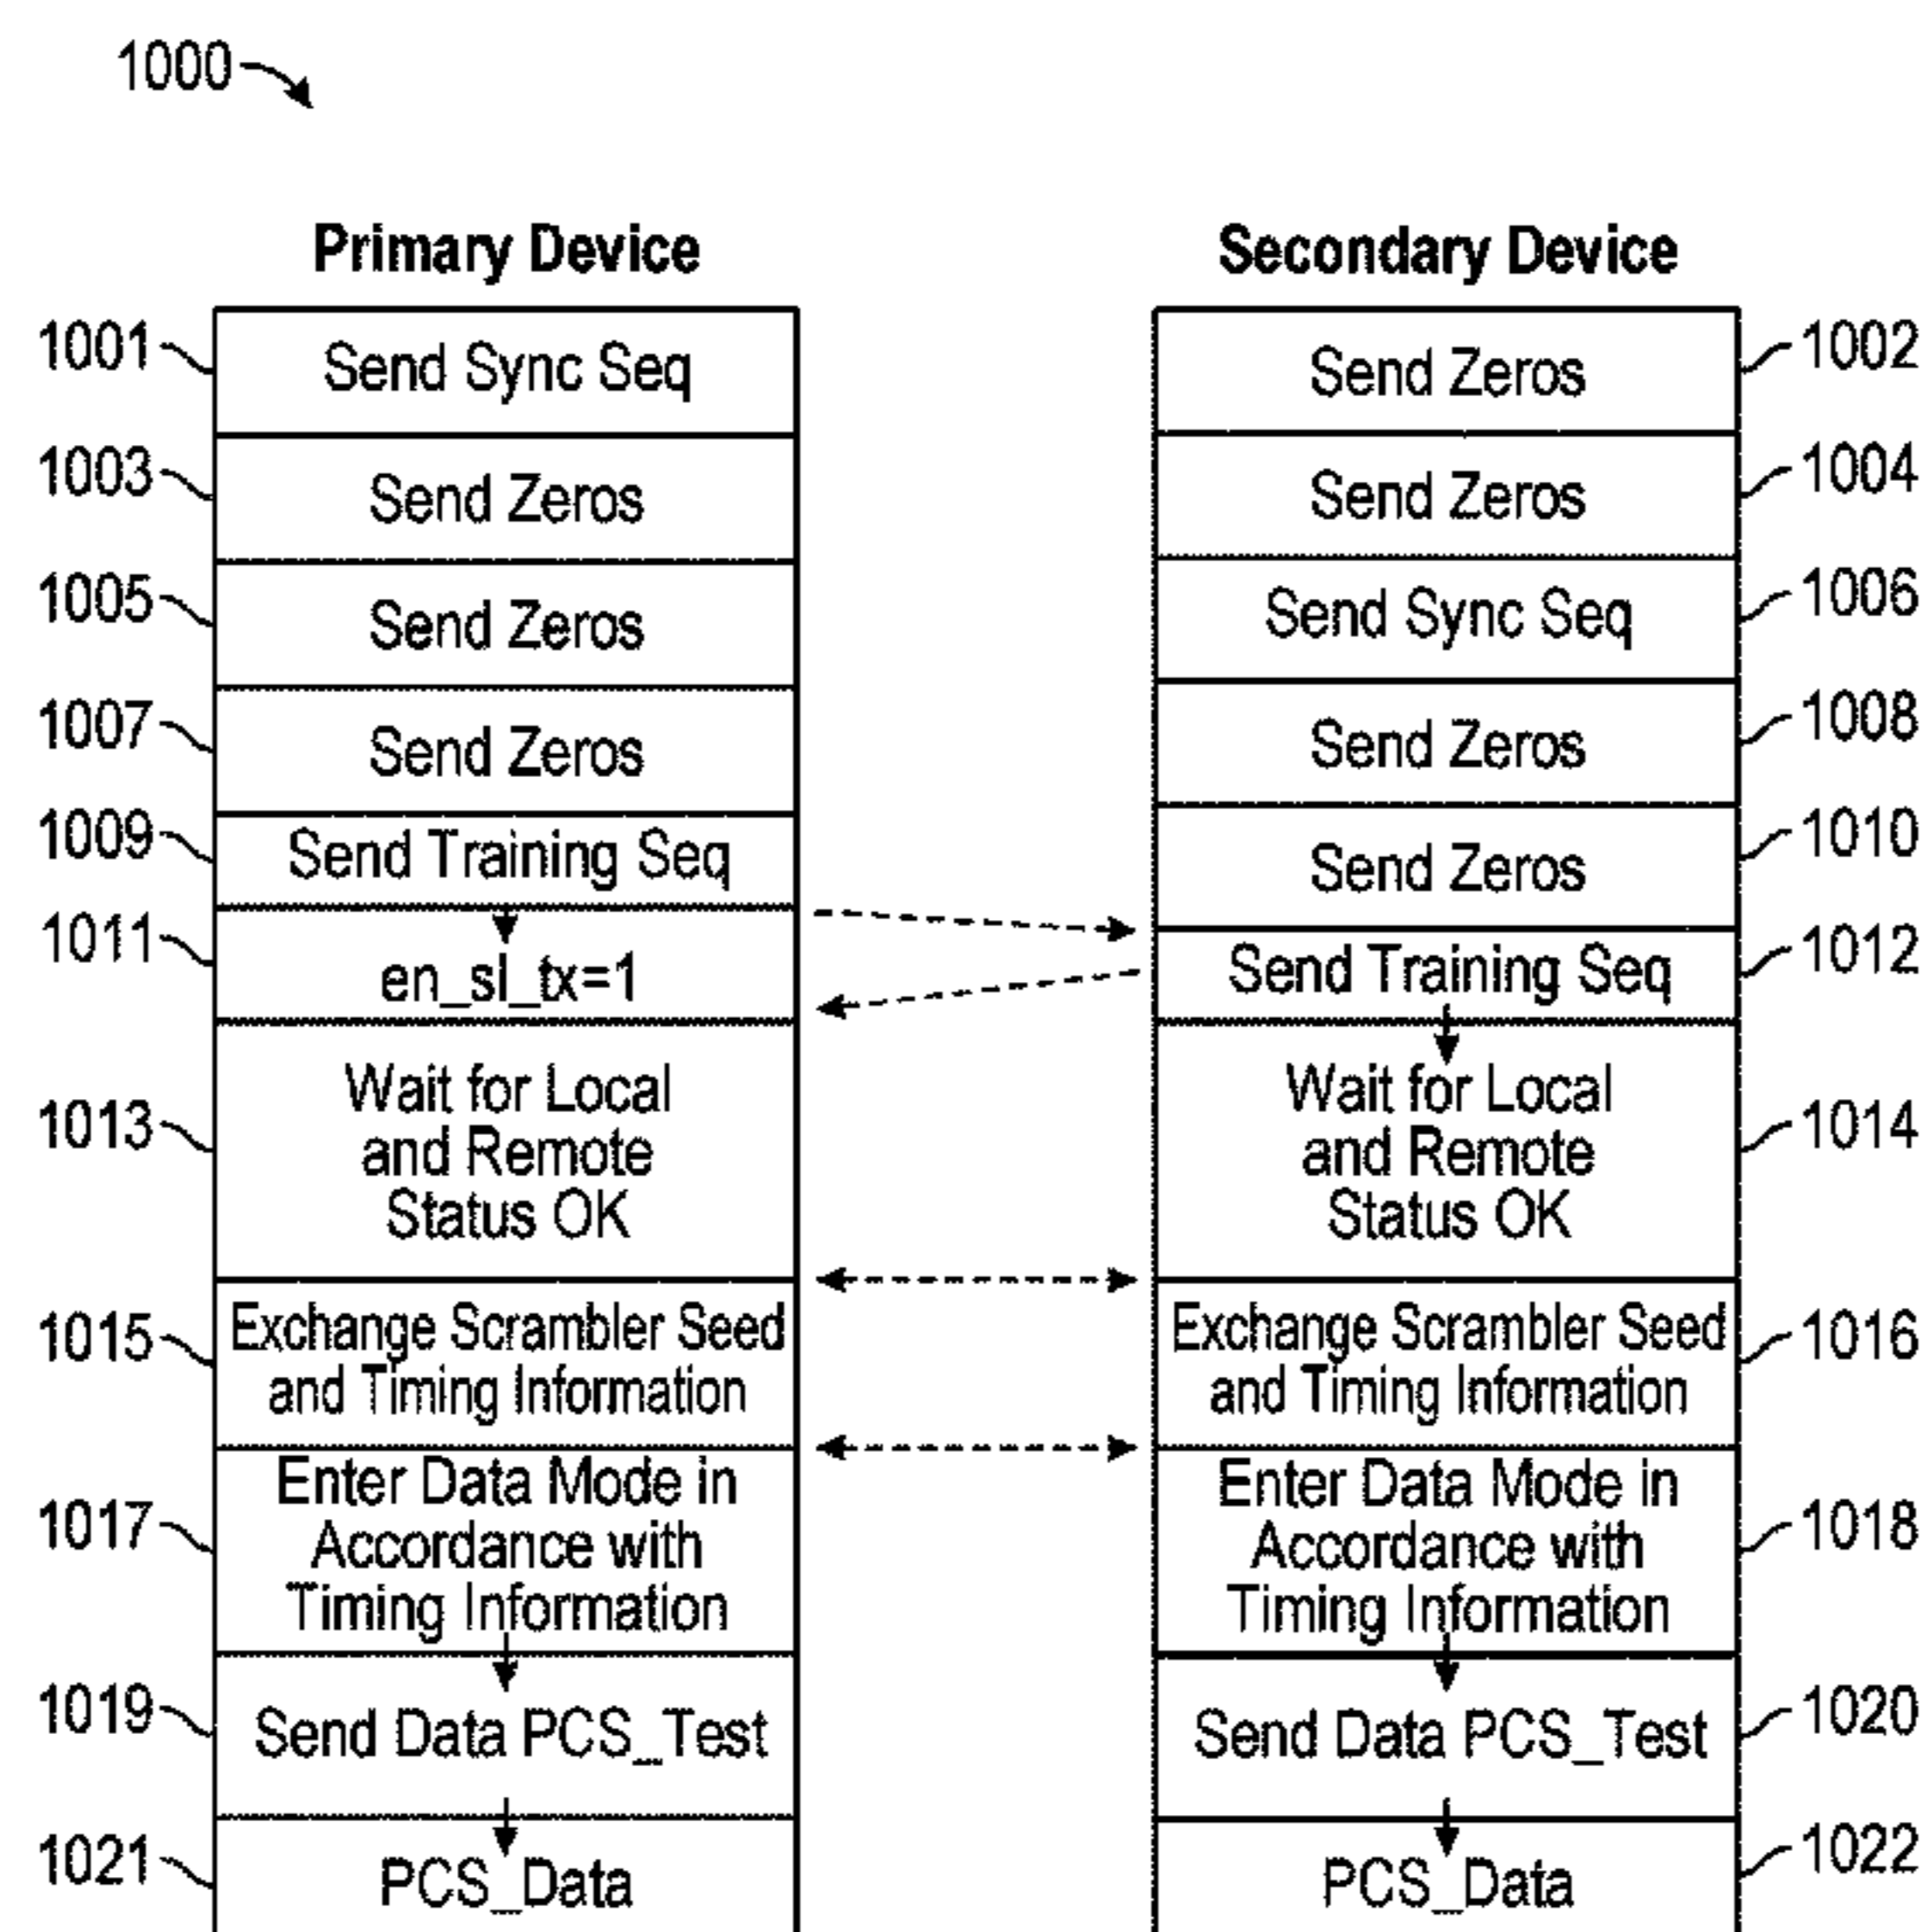 1000
Primary Device
Secondary Device
1001
Send Sync Seq
Send Zeros
1002
1003
Send Zeros
Send Zeros
1004
1005
Send Zeros
Send Sync Seq
1006
1007
Send Zeros
Send Zeros
1008
1009
Send Training Seq
Send Zeros
1010
1011
en_sl_tx=1
Send Training Seq
1012
1013
Wait for Local
and Remote
Status OK
Wait for Local
and Remote
Status OK
1014
1015
Exchange Scrambler Seed
and Timing Information
Exchange Scrambler Seed
and Timing Information
1016
1017
Enter Data Mode in
Accordance with
Timing Information
Enter Data Mode in
Accordance with
Timing Information
1018
1019
Send Data PCS_Test
Send Data PCS_Test
1020
1021
PCS_Data
PCS_Data
1022